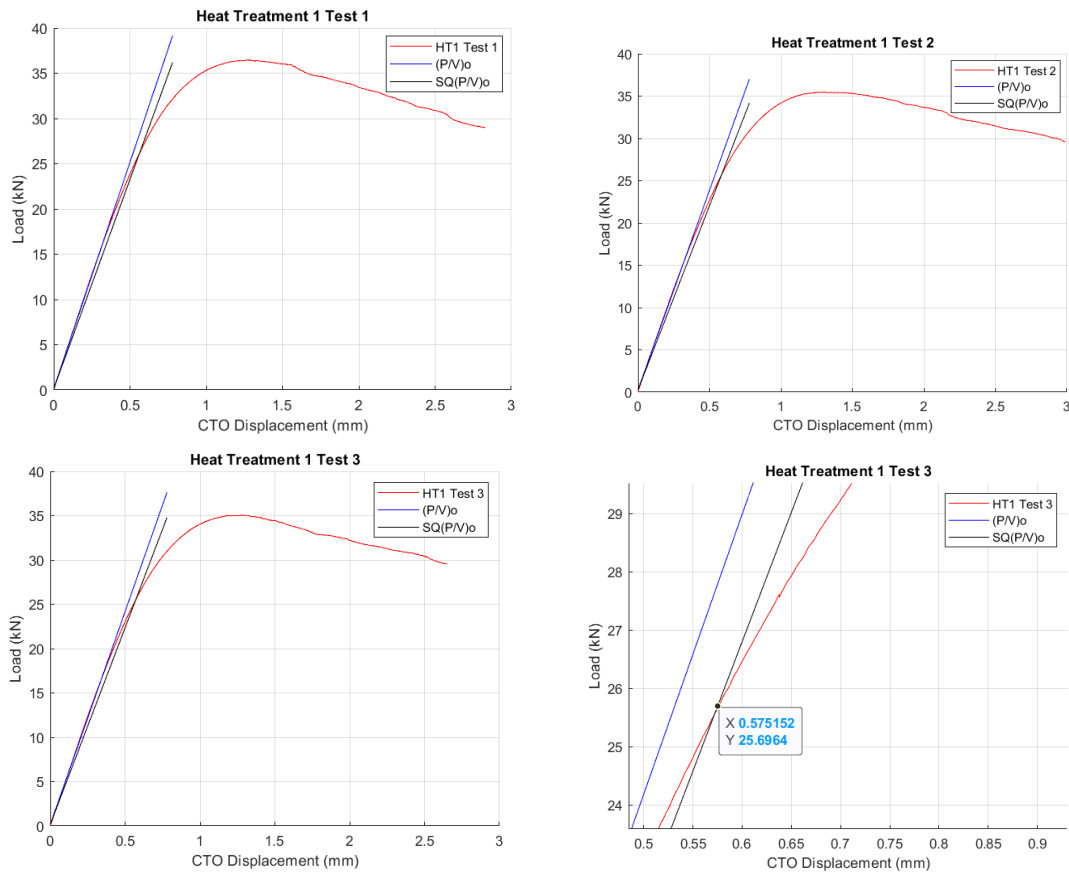 Heat Treatment 1 Test 1
40
35
30
25
20
15
10
5
0
Load (kN)
HT1 Test 1
(P/V)o
SQ(P/V)o
0 0.5 1 1.5 2 2.5 3
CTO Displacement (mm)
Heat Treatment 1 Test 2
40
35
30
25
20
15
10
5
0
Load (kN)
HT1 Test 2
(P/V)o
SQ(P/V)o
0 0.5 1 1.5 2 2.5 3
CTO Displacement (mm)
Heat Treatment 1 Test 3
40
35
30
25
20
15
10
5
0
Load (kN)
HT1 Test 3
(P/V)o
SQ(P/V)o
0 0.5 1 1.5 2 2.5 3
CTO Displacement (mm)
Heat Treatment 1 Test 3
29
28
27
26
25
24
Load (kN)
HT1 Test 3
(P/V)o
SQ(P/V)o
X 0.575152
Y 25.6964
0.5 0.55 0.6 0.65 0.7 0.75 0.8 0.85 0.9
CTO Displacement (mm)